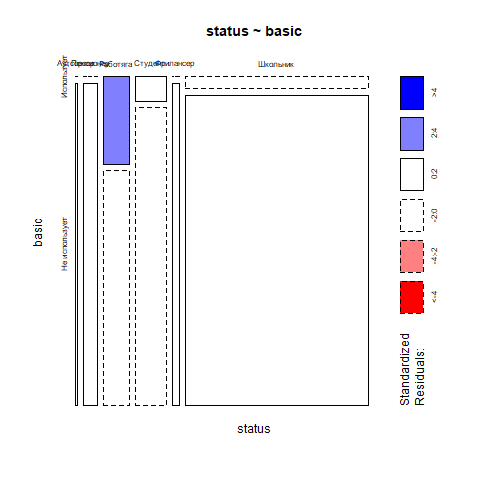 status ~ basic
Работяга
Студент
Фрилансер
Школьник
Использует
Не использует
basic
status
>4
2:4
0:2
-2:0
-4:-2
<-4
Standardized
Residuals: